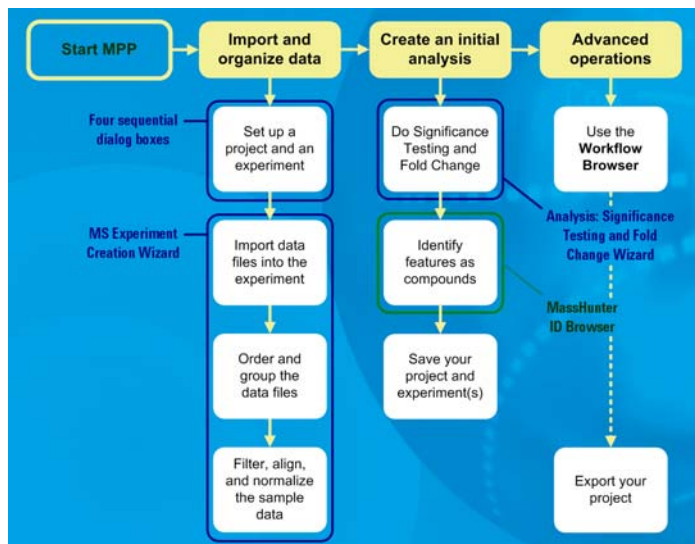 Start MPP
Import and
organize data
Create an initial
analysis
Advanced
operations
Four sequential
dialog boxes
Set up a
project and an
experiment
Do Significance
Testing and
Fold Change
Use the
Workflow
Browser
MS Experiment
Creation Wizard
Import data
files into the
experiment
Identify
features as
compounds
Analysis: Significance
Testing and Fold
Change Wizard
MassHunter
ID Browser
Order and
group the
data files
Save your
project and
experiment(s)
Filter, align,
and normalize
the sample
data
Export your
project